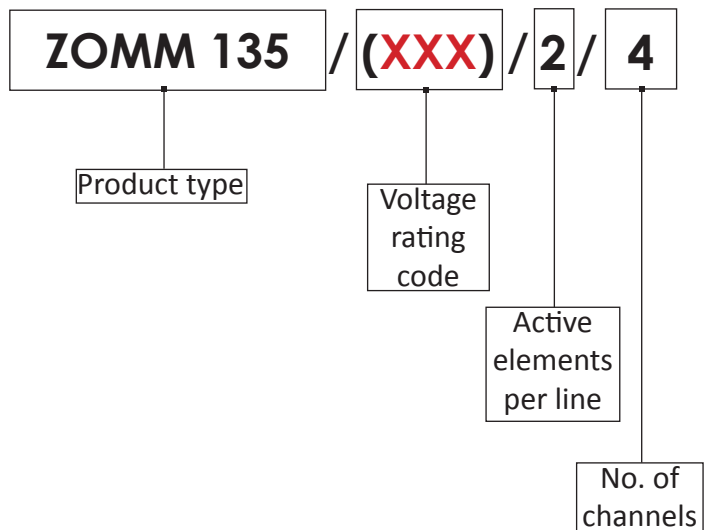 ZOMM 135 / (XXX) / 2 / 4
Product type
Voltage
rating
code
Active
elements
per line
No. of
channels